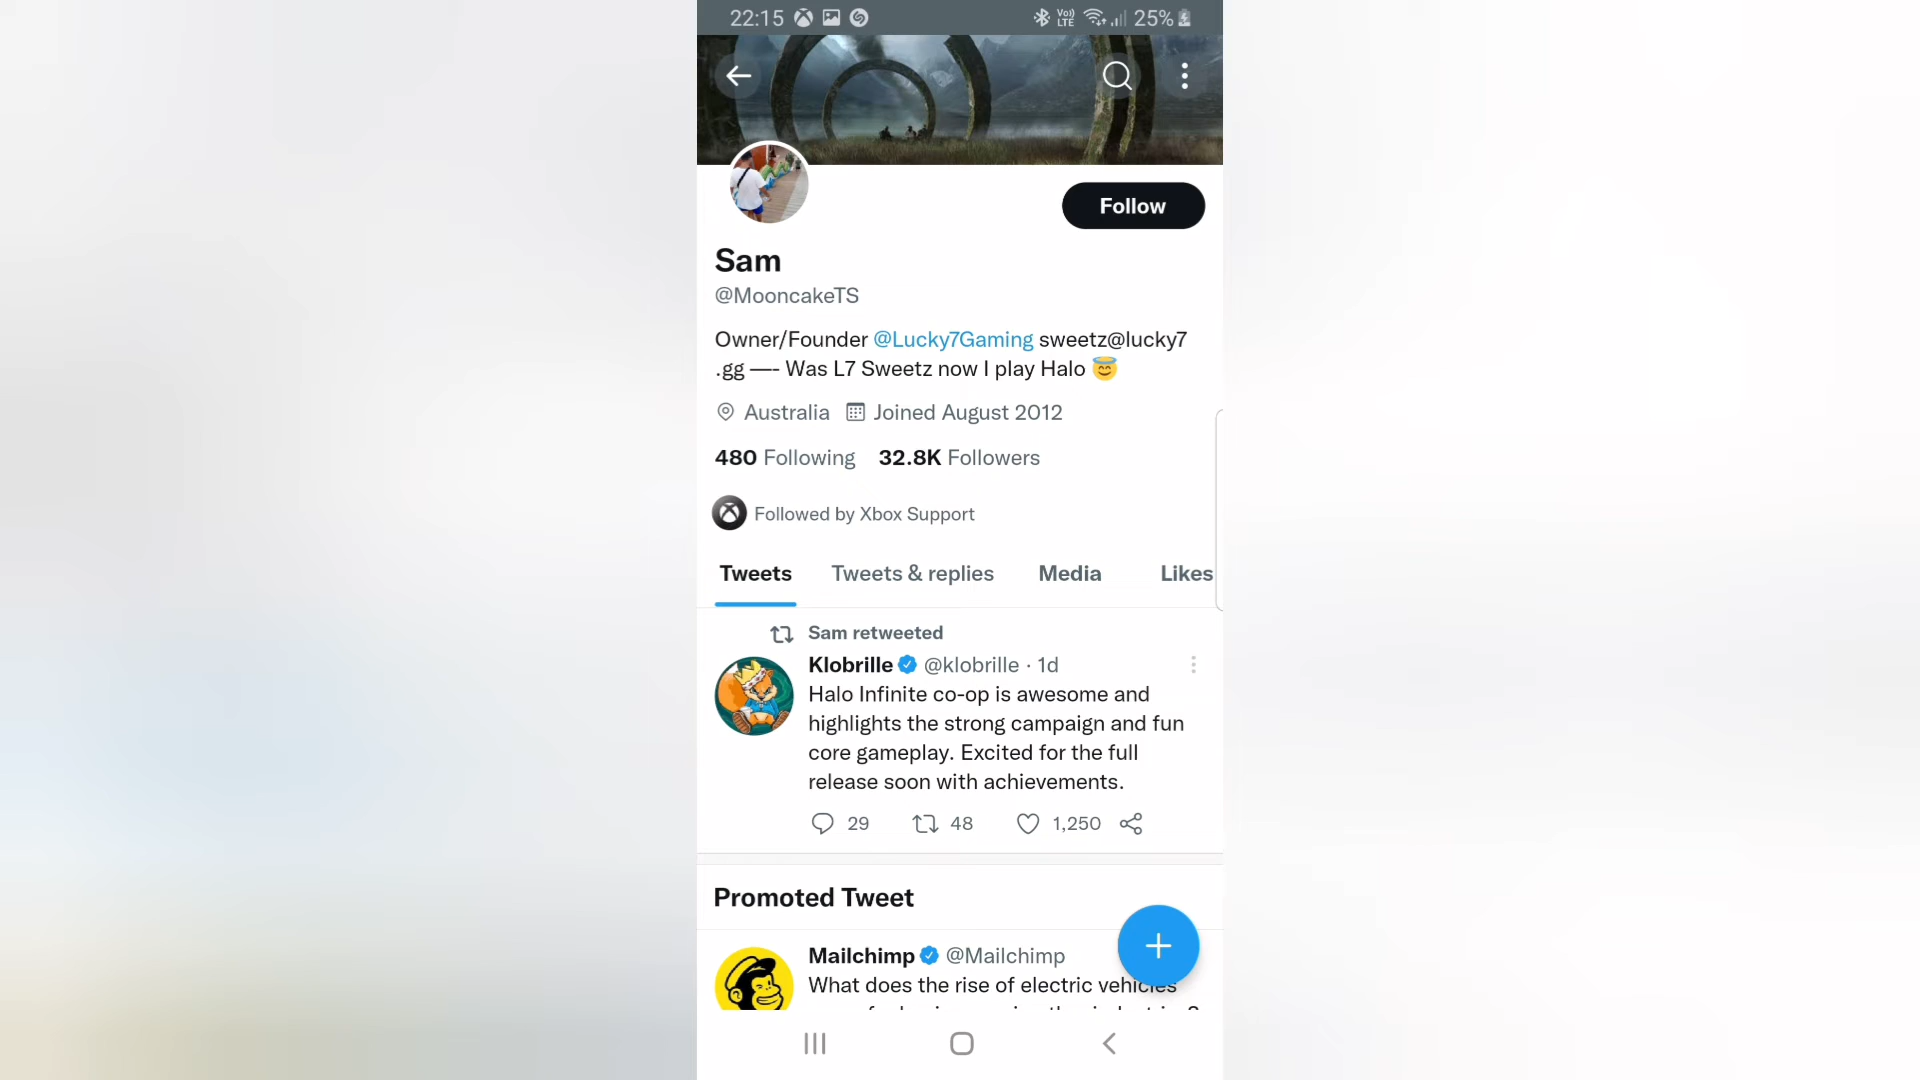 22:15 Vo)) LTE 25%
Follow
Sam
@MooncakeTS
Owner/Founder @Lucky7Gaming sweetz@lucky7
.gg —- Was L7 Sweetz now I play Halo 😇
Australia Joined August 2012
480 Following 32.8K Followers
Followed by Xbox Support
Tweets Tweets & replies Media Likes
Sam retweeted
Klobrille @klobrille · 1d
Halo Infinite co-op is awesome and
highlights the strong campaign and fun
core gameplay. Excited for the full
release soon with achievements.
29 48 1,250
Promoted Tweet
Mailchimp @Mailchimp
What does the rise of electric vehicles